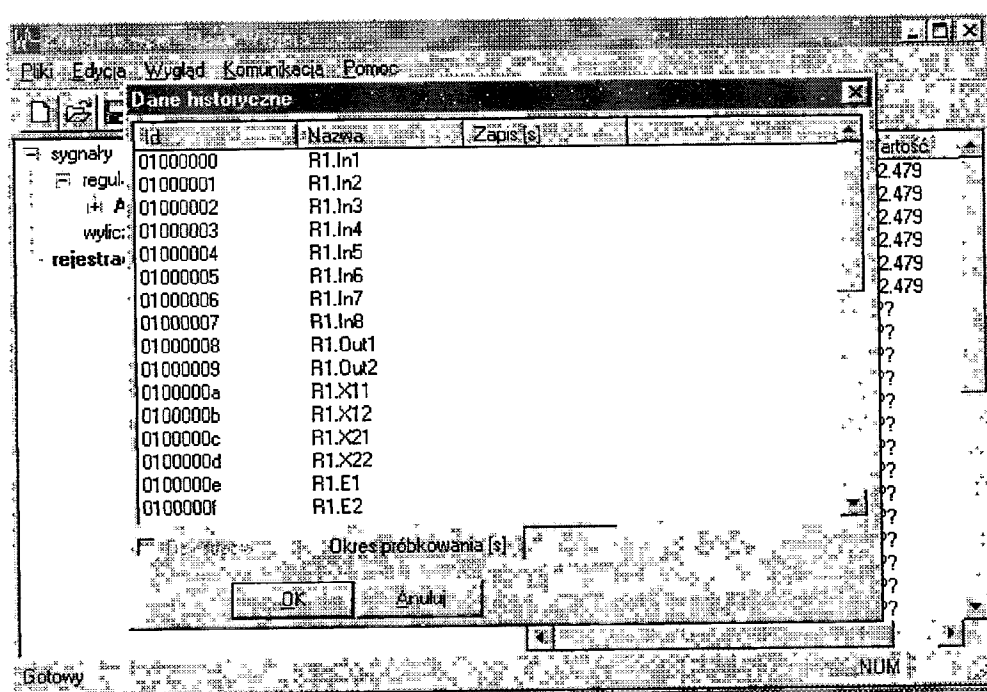 Pliki Edycja Wygląd Komunikacja Pomoc
Dane historyczne
Id Nazwa Zapis [s]
01000000 R1.In1
01000001 R1.In2
01000002 R1.In3
01000003 R1.In4
01000004 R1.In5
01000005 R1.In6
01000006 R1.In7
01000007 R1.In8
01000008 R1.Out1
01000009 R1.Out2
0100000a R1.X11
0100000b R1.X12
0100000c R1.X21
0100000d R1.X22
0100000e R1.E1
0100000f R1.E2
Okres próbkowania [s]
OK Anuluj
sygnały
regul
A
wylic
rejestra
artość
2.479
2.479
2.479
2.479
2.479
2.479
??
??
??
??
??
??
??
??
??
??
??
??
??
??
Gotowy NUM